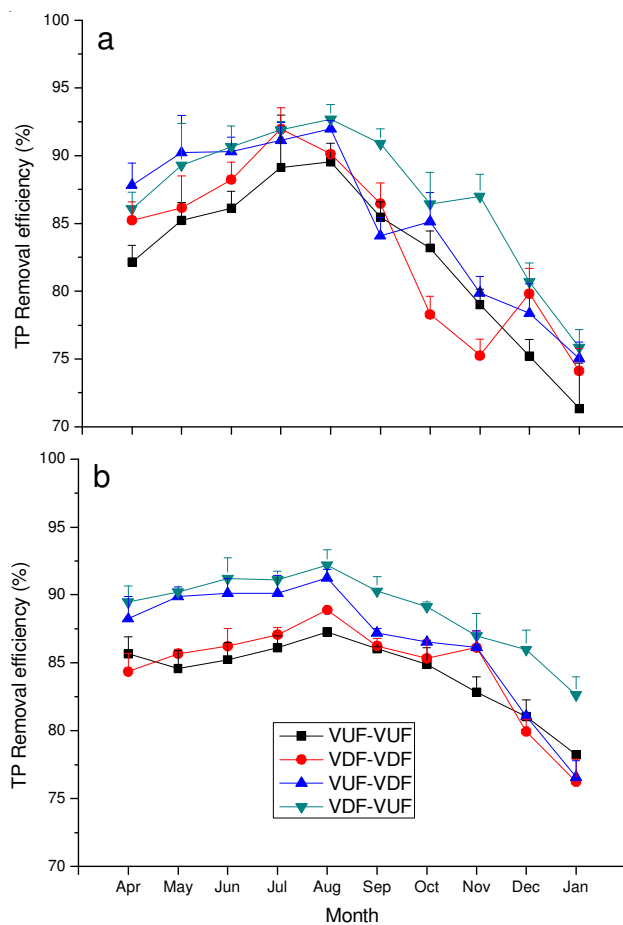 a
100
95
90
85
80
75
70
TP Removal efficiency (%)
b
100
95
90
85
80
75
70
TP Removal efficiency (%)
VUF-VUF
VDF-VDF
VUF-VDF
VDF-VUF
Apr May Jun Jul Aug Sep Oct Nov Dec Jan
Month